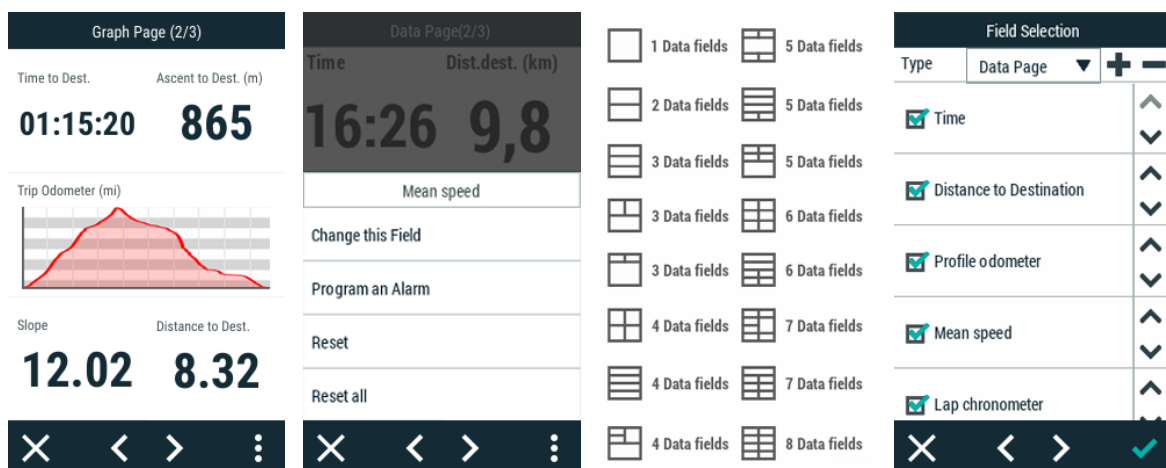 Graph Page (2/3)
Time to Dest. Ascent to Dest. (m)
01:15:20 865
Trip Odometer (mi)
Slope Distance to Dest.
12.02 8.32
Data Page(2/3)
Time Dist.dest. (km)
16:26 9,8
Mean speed
Change this Field
Program an Alarm
Reset
Reset all
1 Data fields 5 Data fields
2 Data fields 5 Data fields
3 Data fields 5 Data fields
3 Data fields 6 Data fields
3 Data fields 6 Data fields
4 Data fields 7 Data fields
4 Data fields 7 Data fields
4 Data fields 8 Data fields
Field Selection
Type Data Page
Time
Distance to Destination
Profile odometer
Mean speed
Lap chronometer